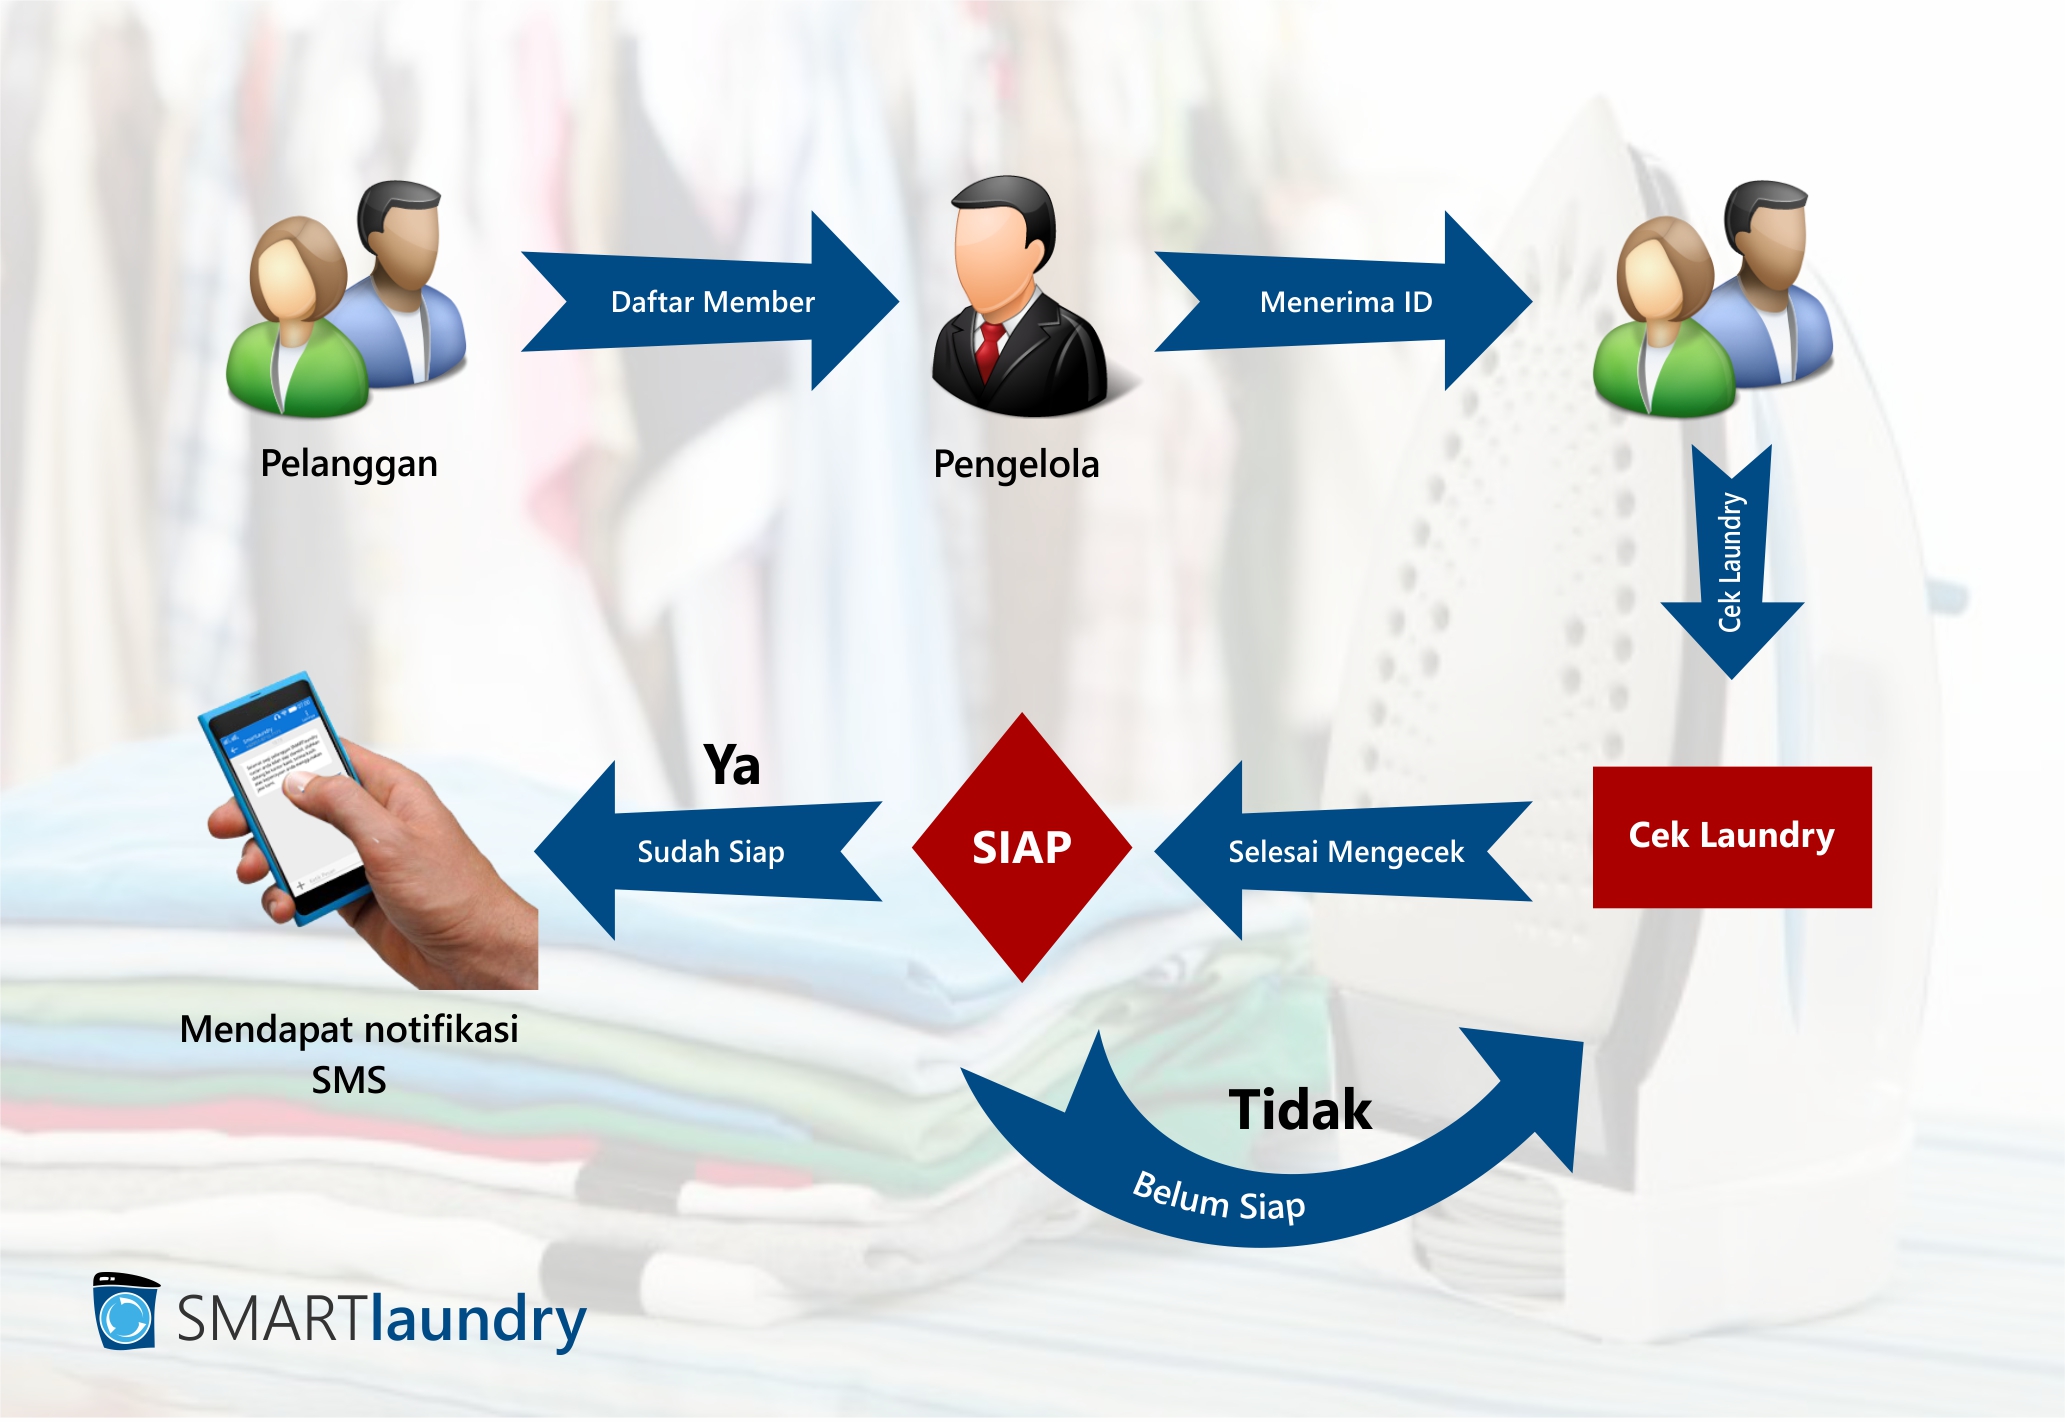 Daftar Member
Menerima ID
Pelanggan
Pengelola
Cek Laundry
Ya
Sudah Siap
SIAP
Selesai Mengecek
Cek Laundry
Mendapat notifikasi
SMS
Tidak
Belum Siap
SMARTlaundry